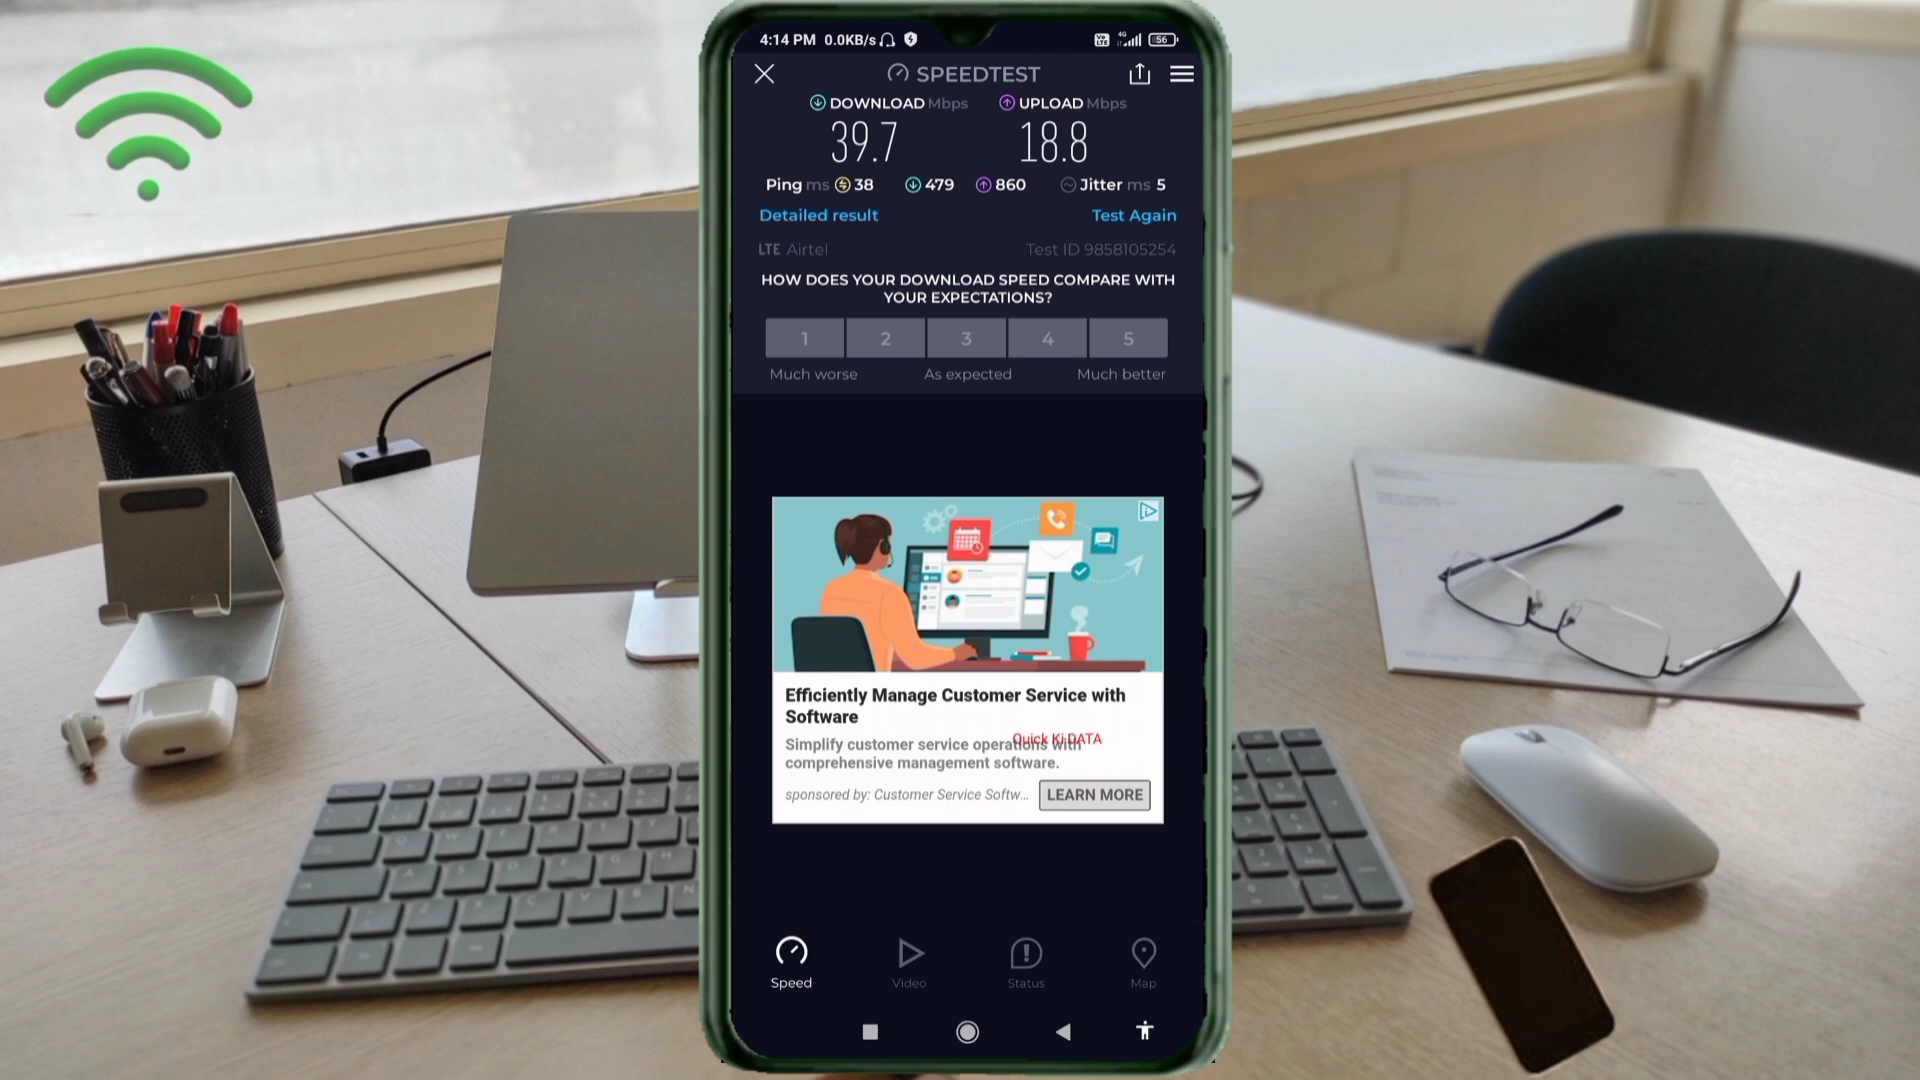 4:14 PM 0.0KB/s
Vo LTE 4G 56
SPEEDTEST
DOWNLOAD Mbps UPLOAD Mbps
39.7 18.8
Ping ms 38 479 860 Jitter ms 5
Detailed result Test Again
LTE Airtel Test ID 9858105254
HOW DOES YOUR DOWNLOAD SPEED COMPARE WITH
YOUR EXPECTATIONS?
1 2 3 4 5
Much worse As expected Much better
Efficiently Manage Customer Service with
Software
Quick Ki DATA
Simplify customer service operations with
comprehensive management software.
sponsored by: Customer Service Softw...
LEARN MORE
Speed Video Status Map